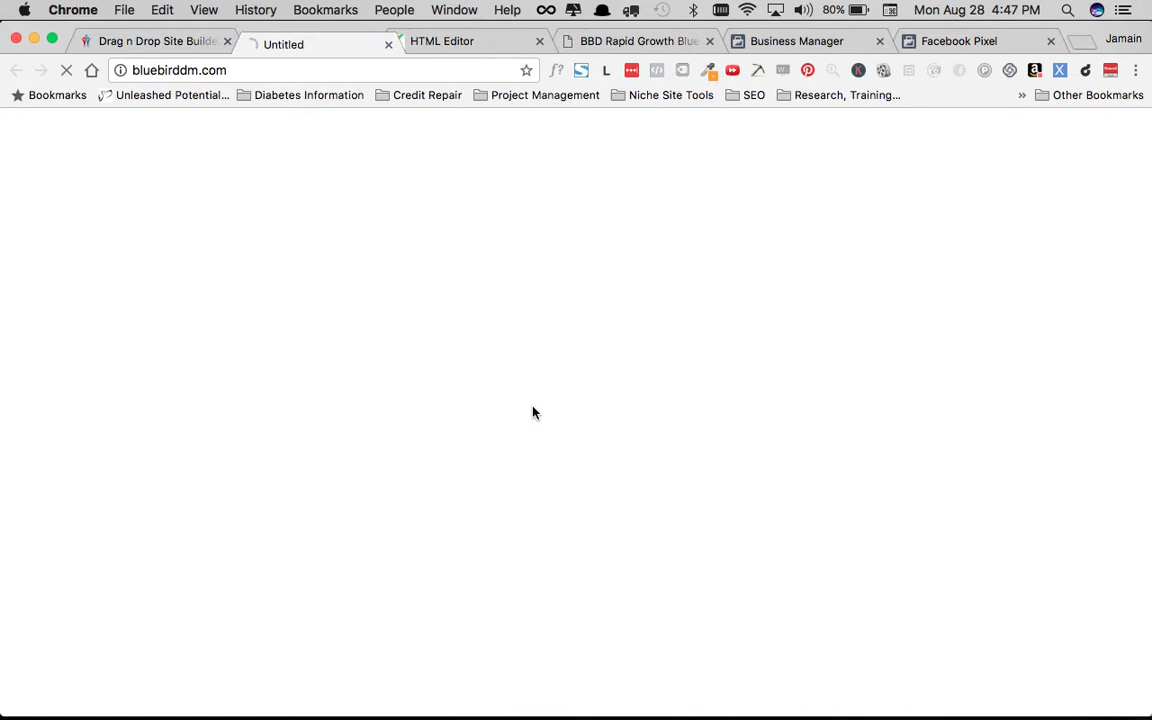 Chrome File Edit View History Bookmarks People Window Help 80% Mon Aug 28 4:47 PM
Drag n Drop Site Builde Untitled HTML Editor BBD Rapid Growth Blue Business Manager Facebook Pixel Jamain
bluebirddm.com f? S L
Bookmarks Unleashed Potential... Diabetes Information Credit Repair Project Management Niche Site Tools SEO Research, Training... » Other Bookmarks